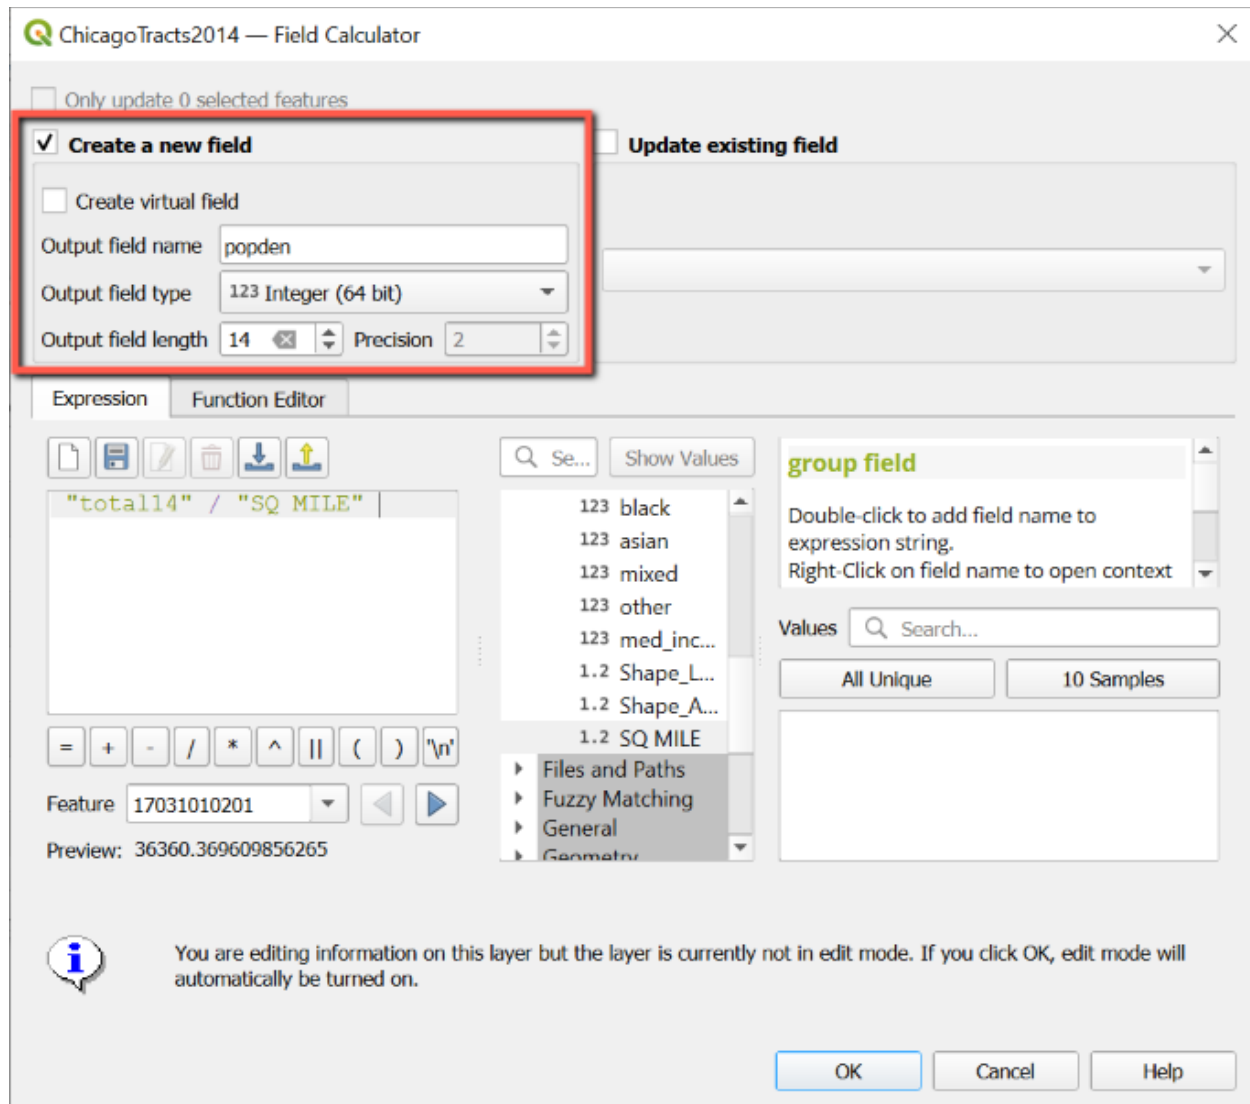 ChicagoTracts2014 — Field Calculator
Only update 0 selected features
Create a new field
Update existing field
Create virtual field
Output field name popden
Output field type 123 Integer (64 bit)
Output field length 14 Precision 2
Expression Function Editor
Se... Show Values
"total14" / "SQ MILE"
123 black
123 asian
123 mixed
123 other
123 med_inc...
1.2 Shape_L...
1.2 Shape_A...
1.2 SQ MILE
Files and Paths
Fuzzy Matching
General
Geometry
group field
Double-click to add field name to
expression string.
Right-Click on field name to open context
Values Search...
All Unique 10 Samples
= + - / * ^ || ( ) '\n'
Feature 17031010201
Preview: 36360.369609856265
You are editing information on this layer but the layer is currently not in edit mode. If you click OK, edit mode will
automatically be turned on.
OK Cancel Help